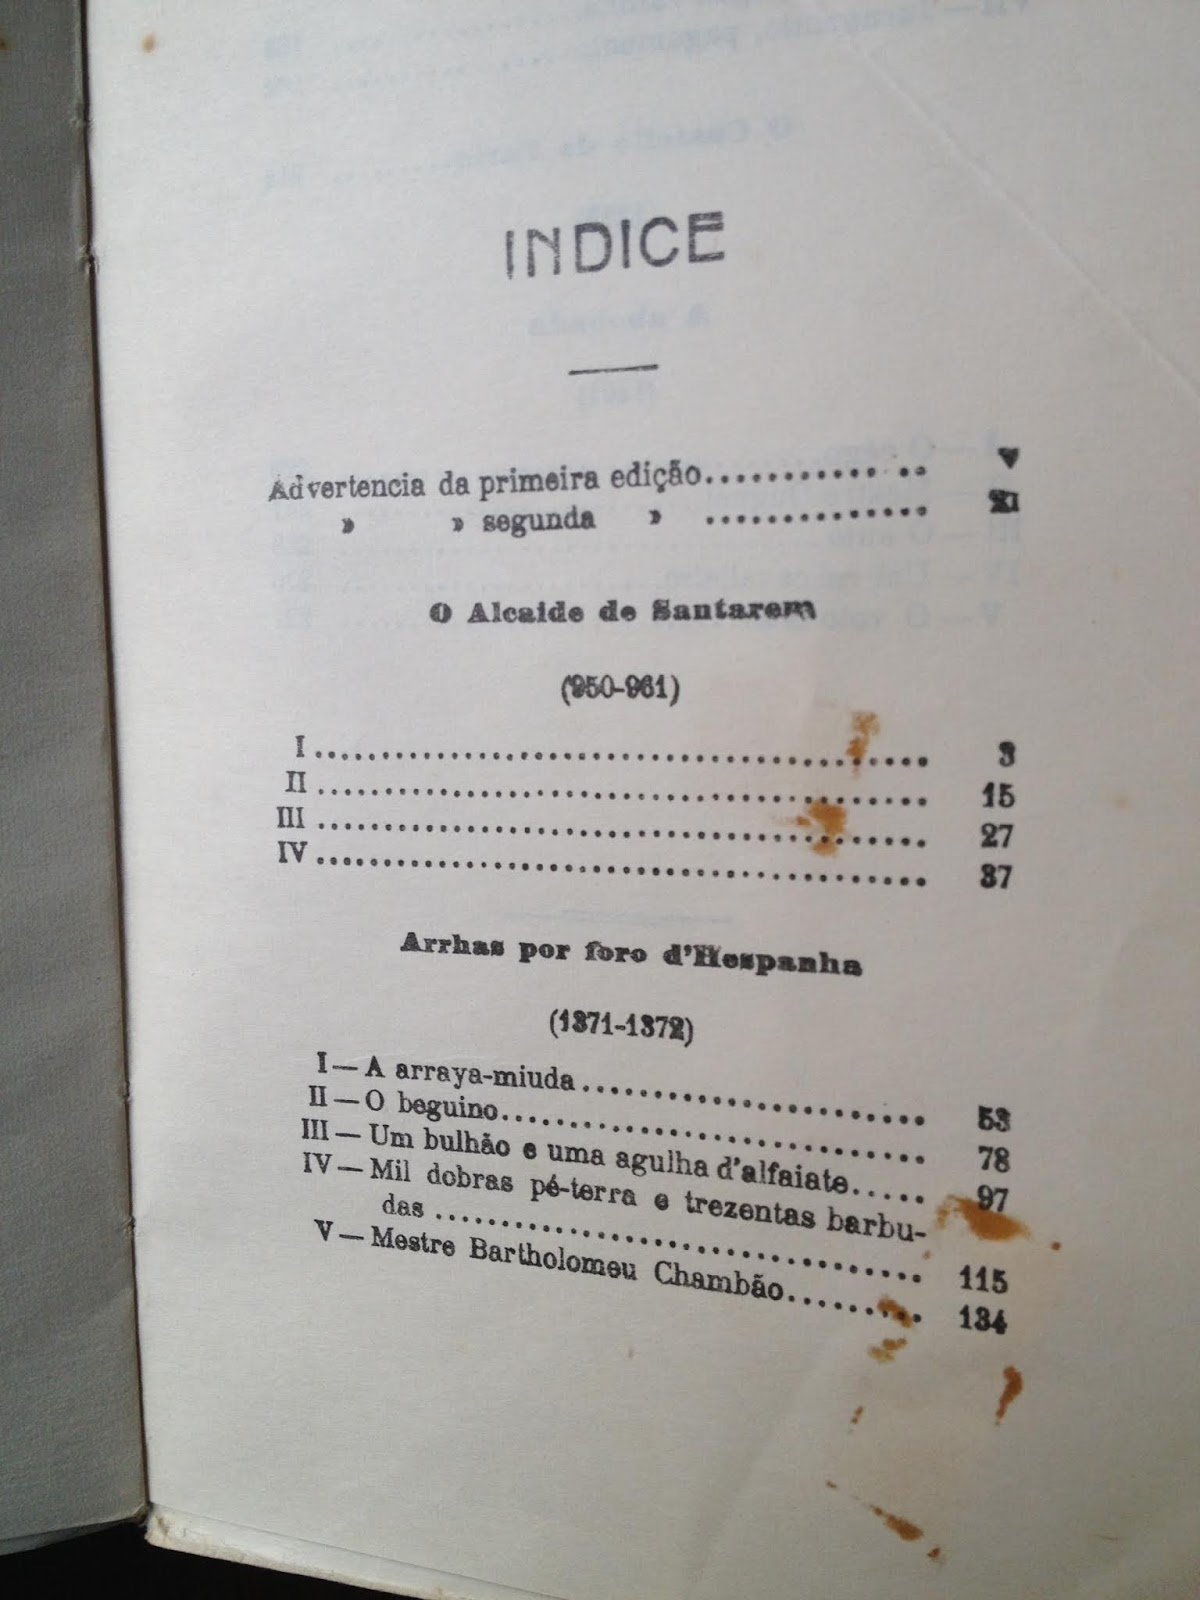 INDICE
Advertencia da primeira edição............. .. V
» » segunda » .............. XI
O Alcaide de Santarem
(950-961)
I ............................................. 3
II ............................................. 15
III ............................................. 27
IV ............................................. 37
Arrhas por foro d'Hespanha
(1371-1372)
I — A arraya-miuda .......................... 53
II — O beguino................................ 78
III — Um bulhão e uma agulha d'alfaiate...... 97
IV — Mil dobras pé-terra e trezentas barbu-
das .................................... 115
V — Mestre Bartholomeu Chambão.......... 134